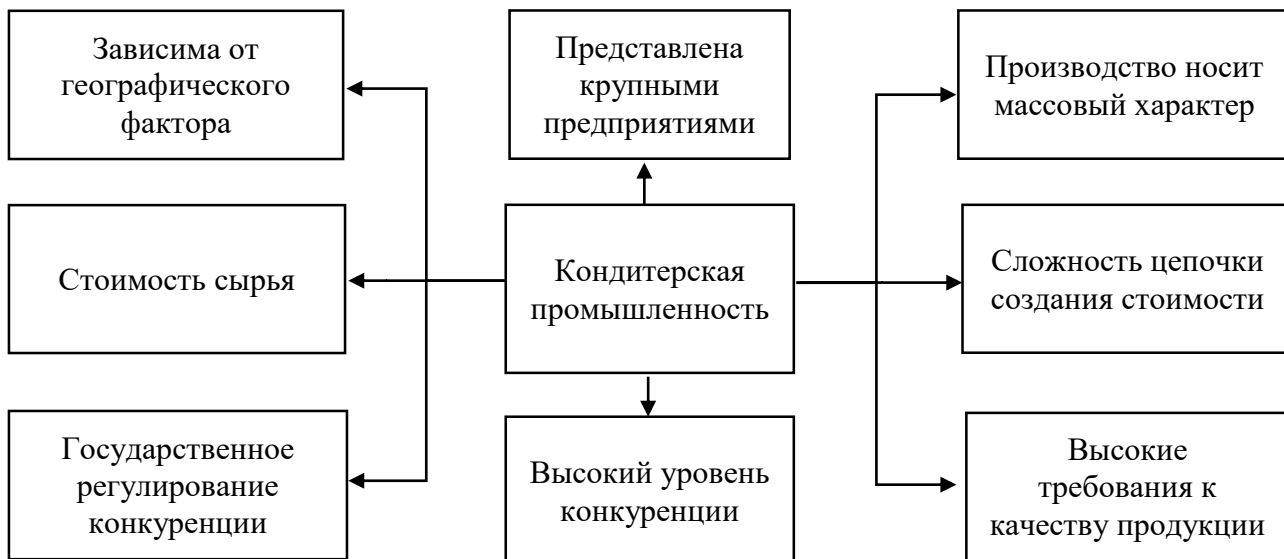 Зависима от
географического
фактора
Представлена
крупными
предприятиями
Производство носит
массовый характер
Стоимость сырья
Кондитерская
промышленность
Сложность цепочки
создания стоимости
Государственное
регулирование
конкуренции
Высокий уровень
конкуренции
Высокие
требования к
качеству продукции